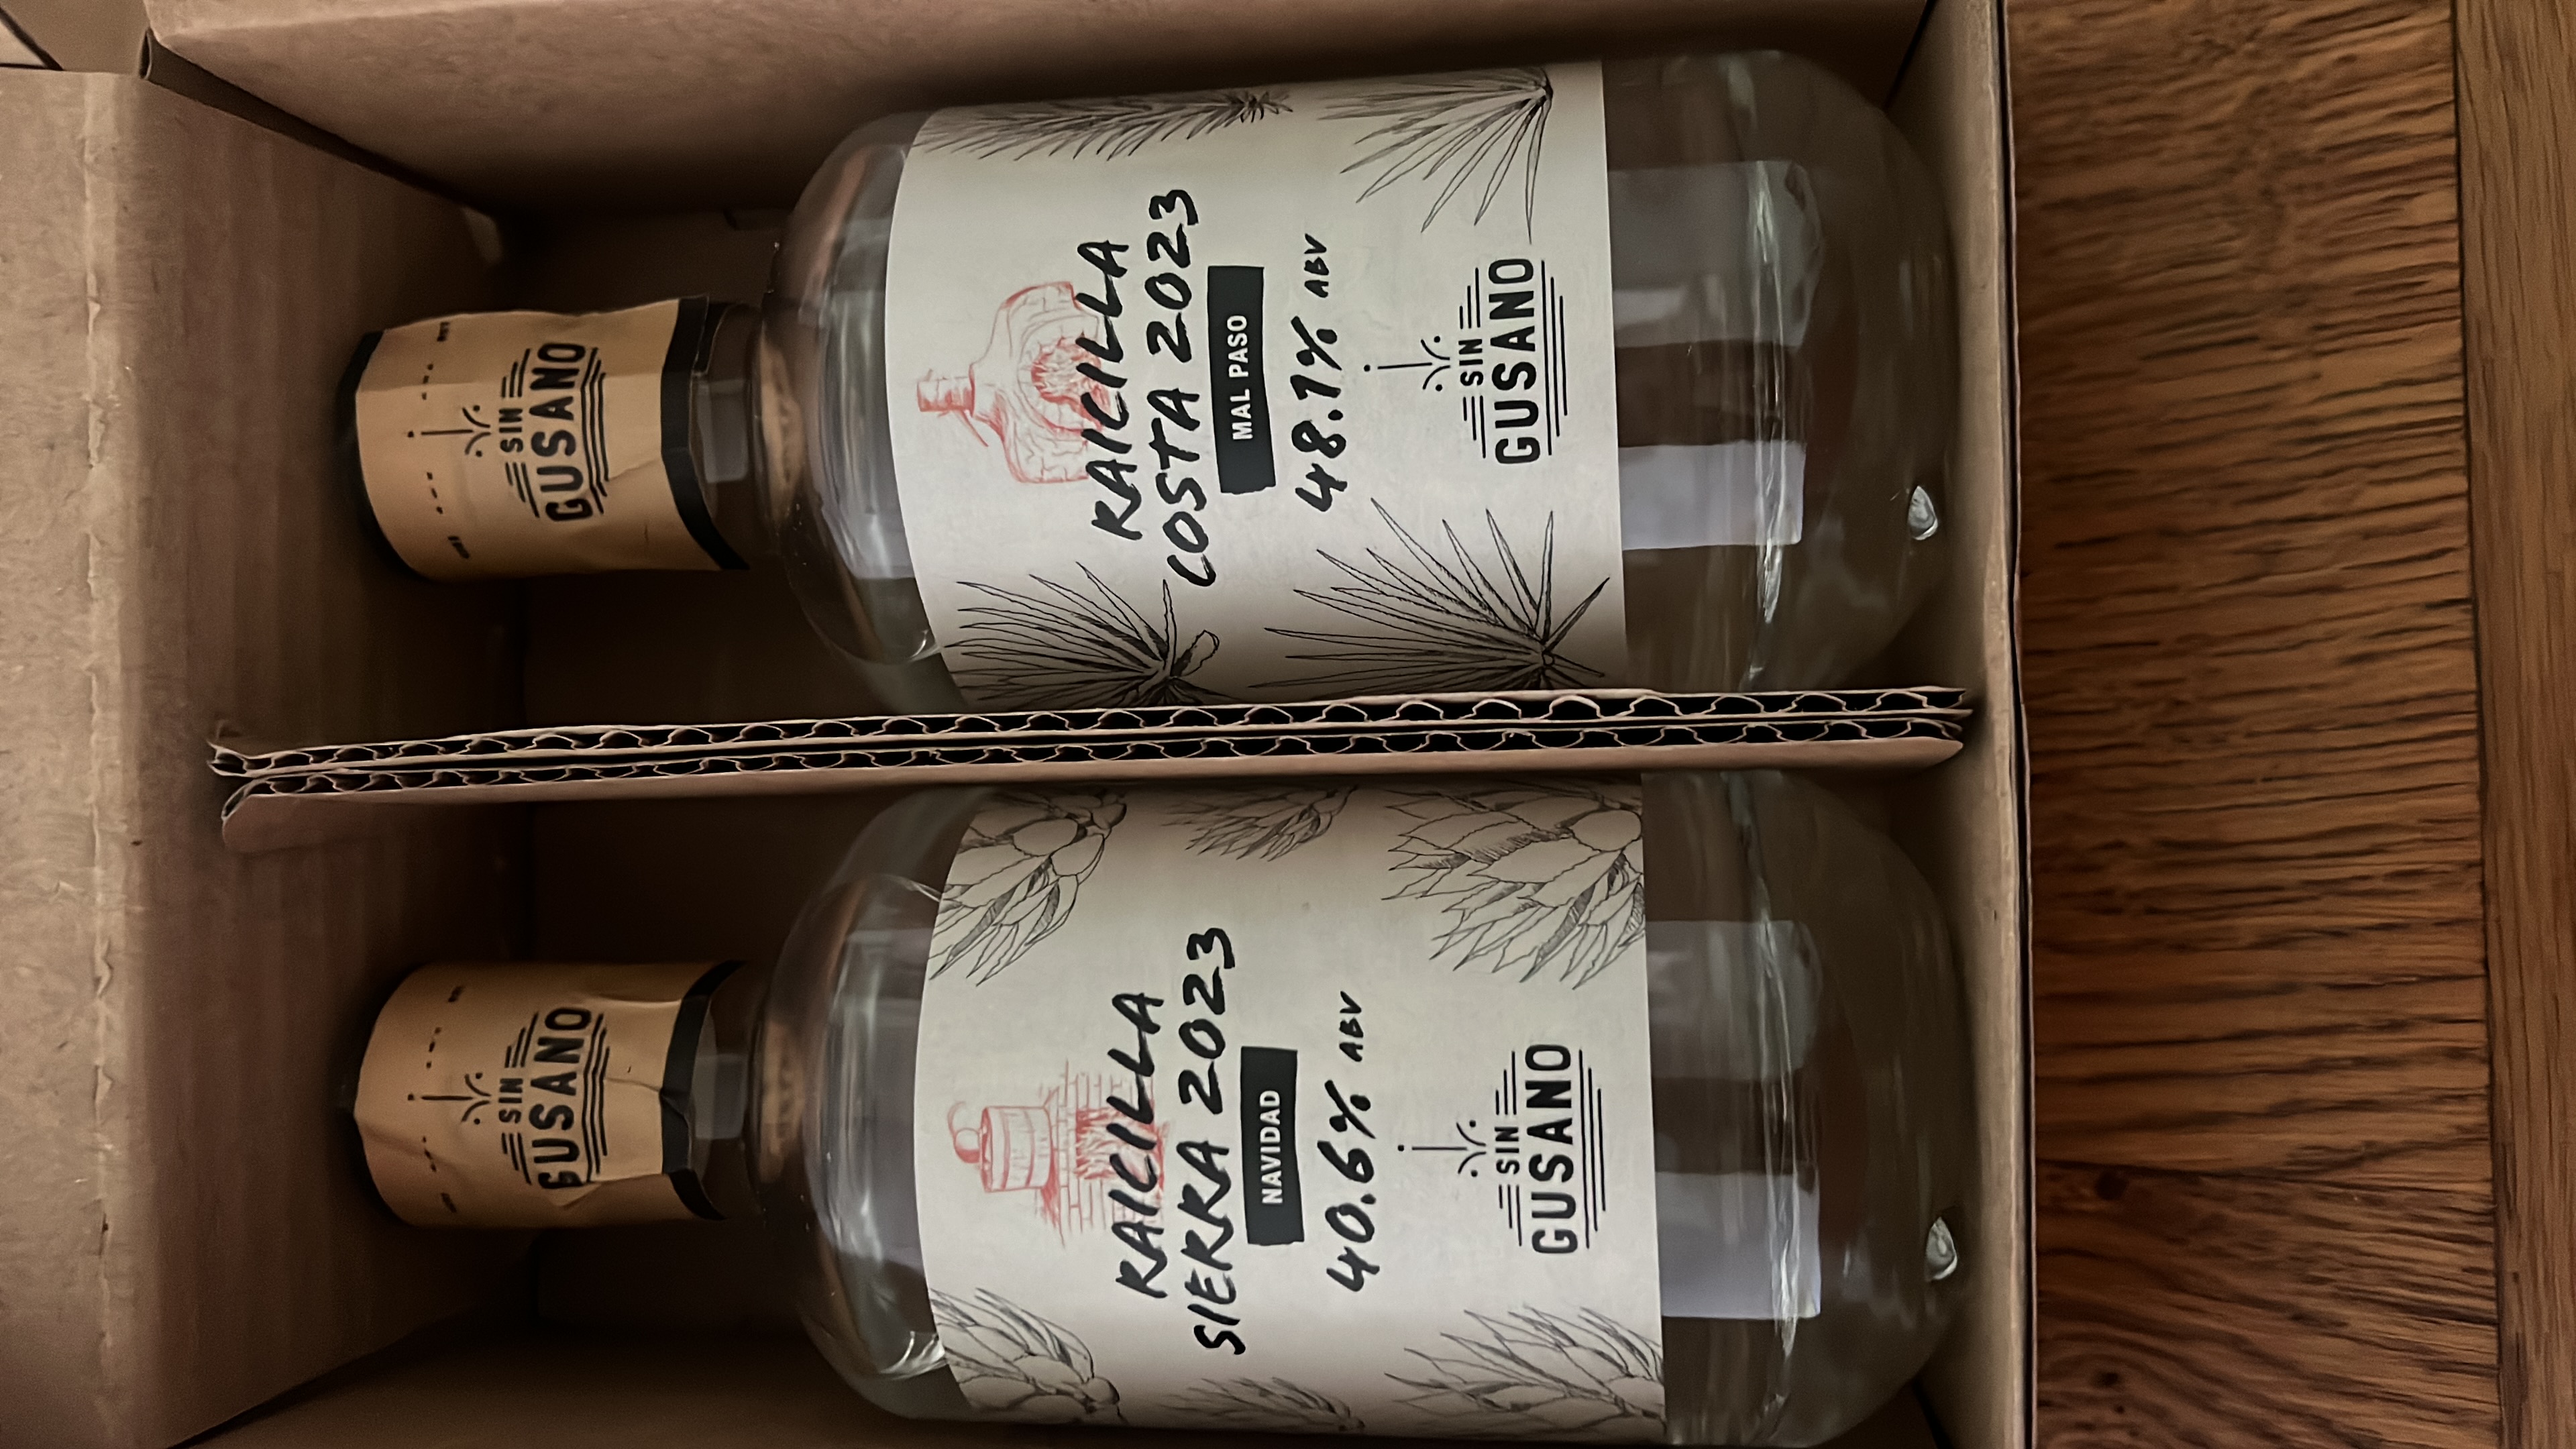 SIN
GUSANO
RAICILLA
SIERRA 2023
NAVIDAD
40.6% ABV
SIN
GUSANO
SIN
GUSANO
RAICILLA
COSTA 2023
MAL PASO
48.1% ABV
SIN
GUSANO